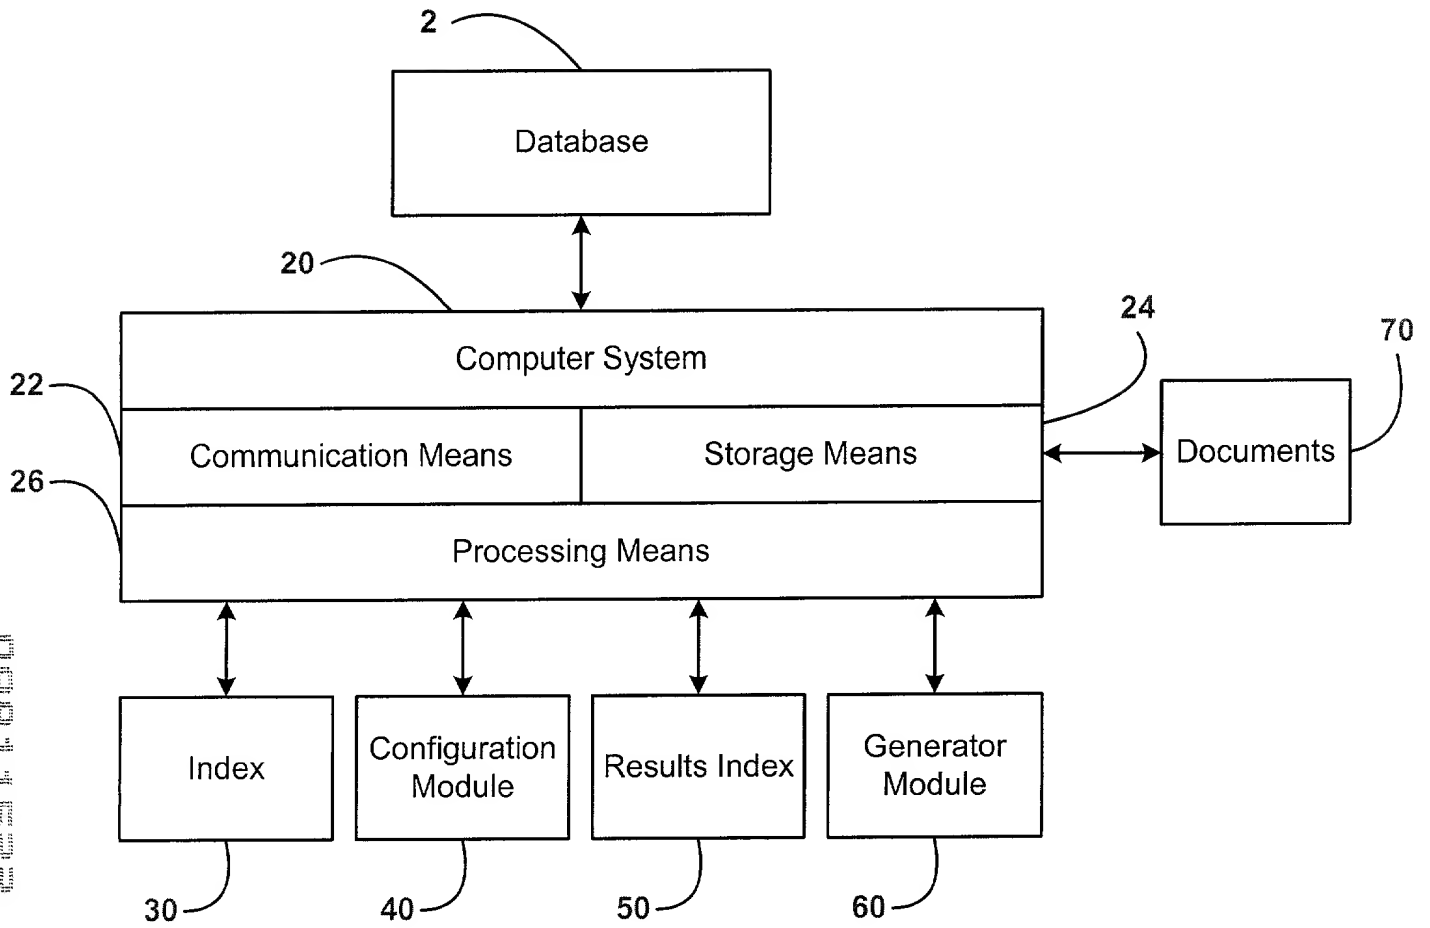 2
Database
20
24
70
Computer System
22
Communication Means
Storage Means
Documents
26
Processing Means
Index
Configuration
Module
Results Index
Generator
Module
30
40
50
60